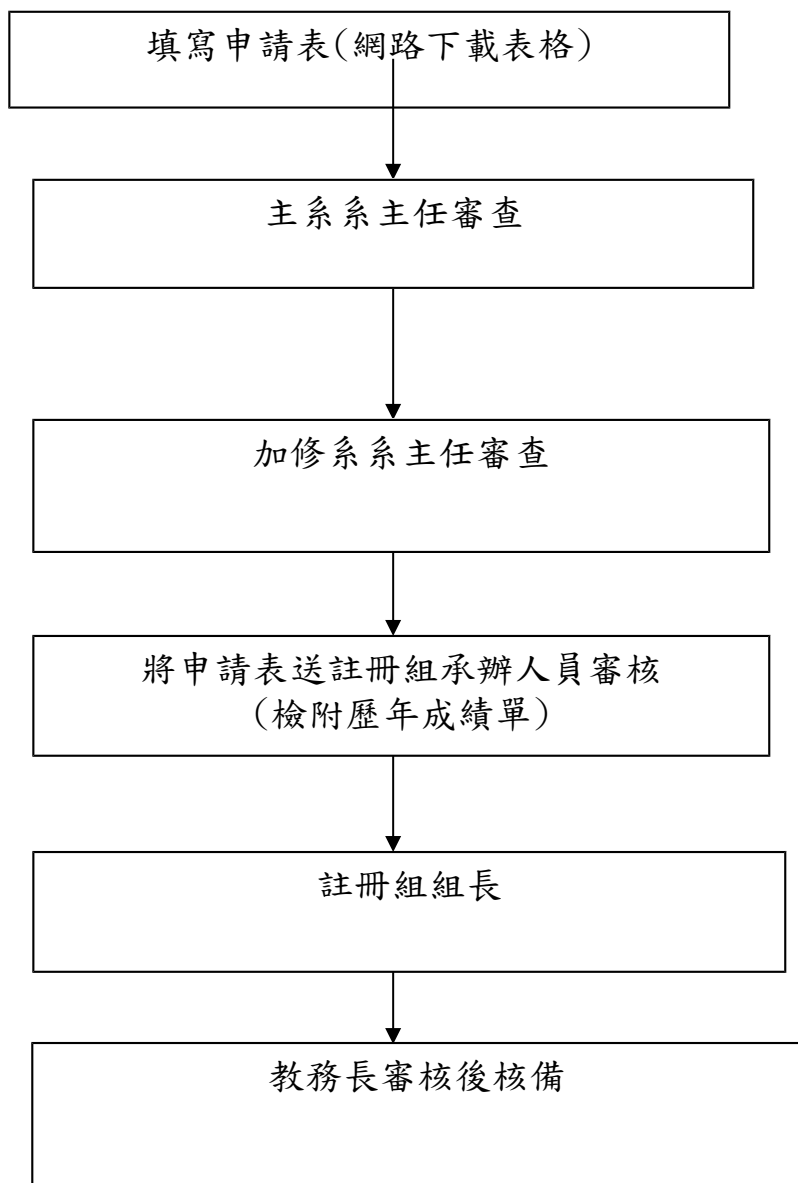 填寫申請表(網路下載表格)
主系系主任審查
加修系系主任審查
將申請表送註冊組承辦人員審核
(檢附歷年成績單)
註冊組組長
教務長審核後核備